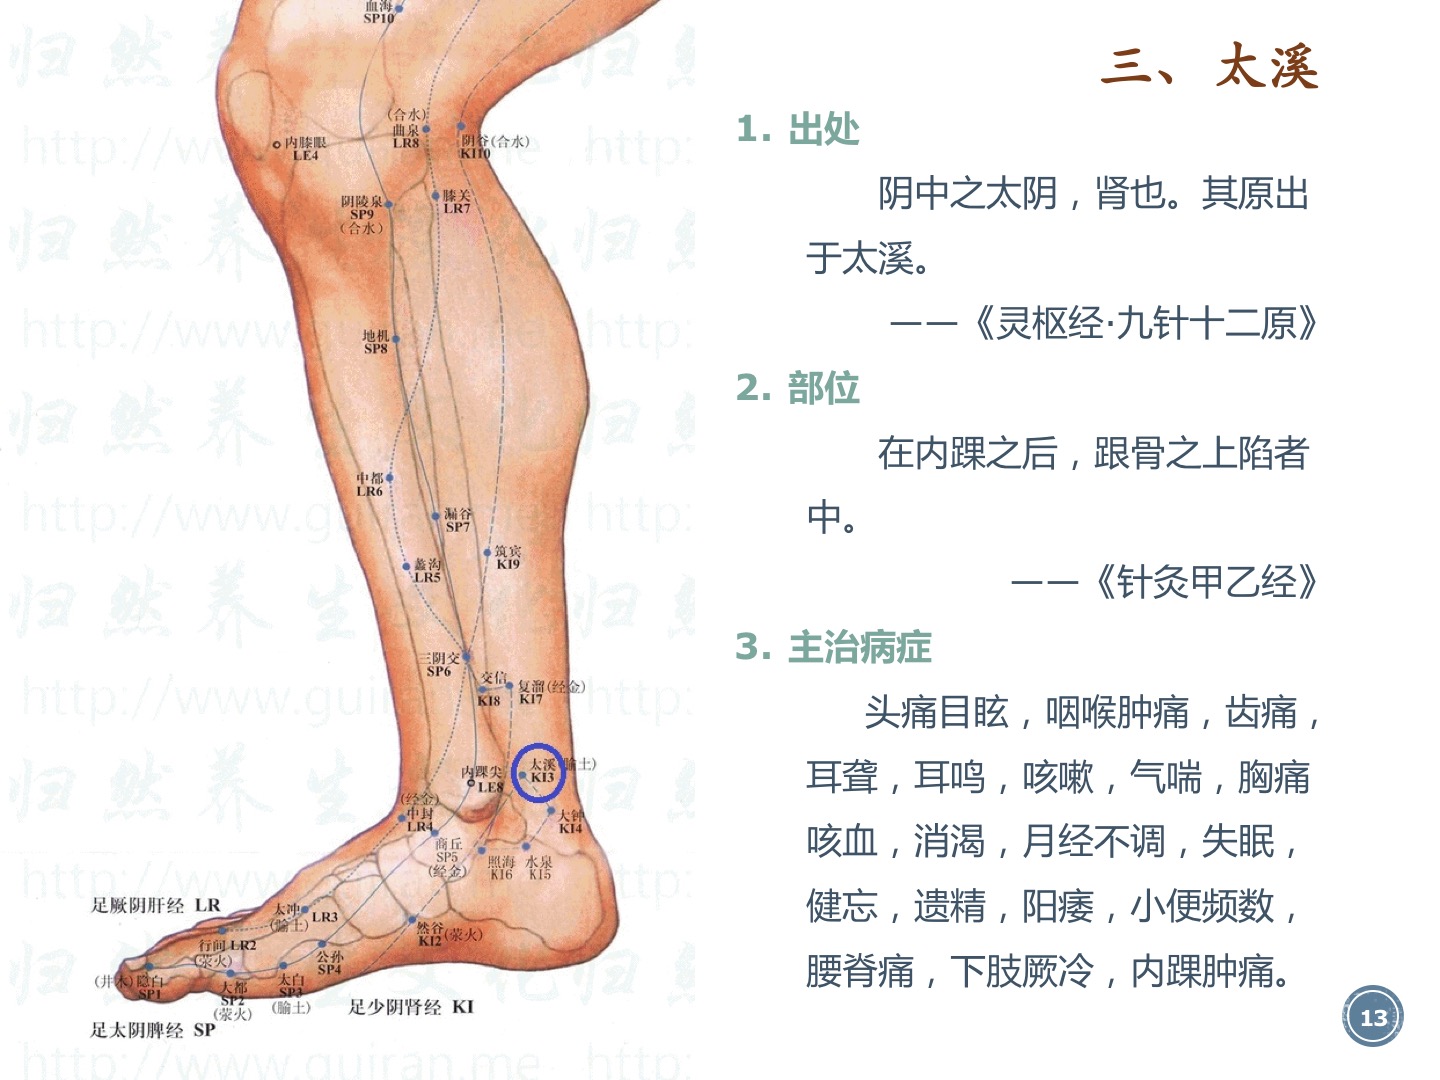 三、太溪
1. 出处
阴中之太阴，肾也。其原出
于太溪。
——《灵枢经·九针十二原》
2. 部位
在内踝之后，跟骨之上陷者
中。
——《针灸甲乙经》
3. 主治病症
头痛目眩，咽喉肿痛，齿痛，
耳聋，耳鸣，咳嗽，气喘，胸痛
咳血，消渴，月经不调，失眠，
健忘，遗精，阳痿，小便频数，
腰脊痛，下肢厥冷，内踝肿痛。
13
血海
SP10
(合水)
曲泉
LR8
阴谷(合水)
KI10
内膝眼
LE4
阴陵泉
SP9
(合水)
膝关
LR7
地机
SP8
中都
LR6
漏谷
SP7
蠡沟
LR5
筑宾
KI9
三阴交
SP6
交信
KI8
复溜(经金)
KI7
太溪(腧土)
KI3
内踝尖
LE8
(经金)
中封
LR4
大钟
KI4
商丘
SP5
(经金)
照海
KI6
水泉
KI5
足厥阴肝经 LR
太冲 LR3
(腧土)
然谷
KI2(荥火)
行间 LR2
(荥火)
公孙
SP4
(井木)隐白
SP1
大都
SP2
(荥火)
太白
SP3
(腧土)
足少阴肾经 KI
足太阴脾经 SP
归然养生文化
http://www.guiran.me